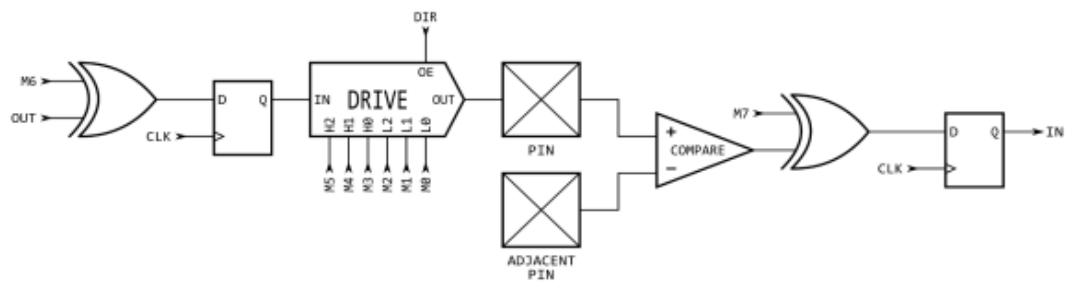 DIR
M6
OUT
CLK
D
Q
IN
OE
DRIVE
OUT
H2
H1
H0
L2
L1
L0
M5
M4
M3
M2
M1
M0
PIN
ADJACENT
PIN
+
COMPARE
−
M7
CLK
D
Q
IN